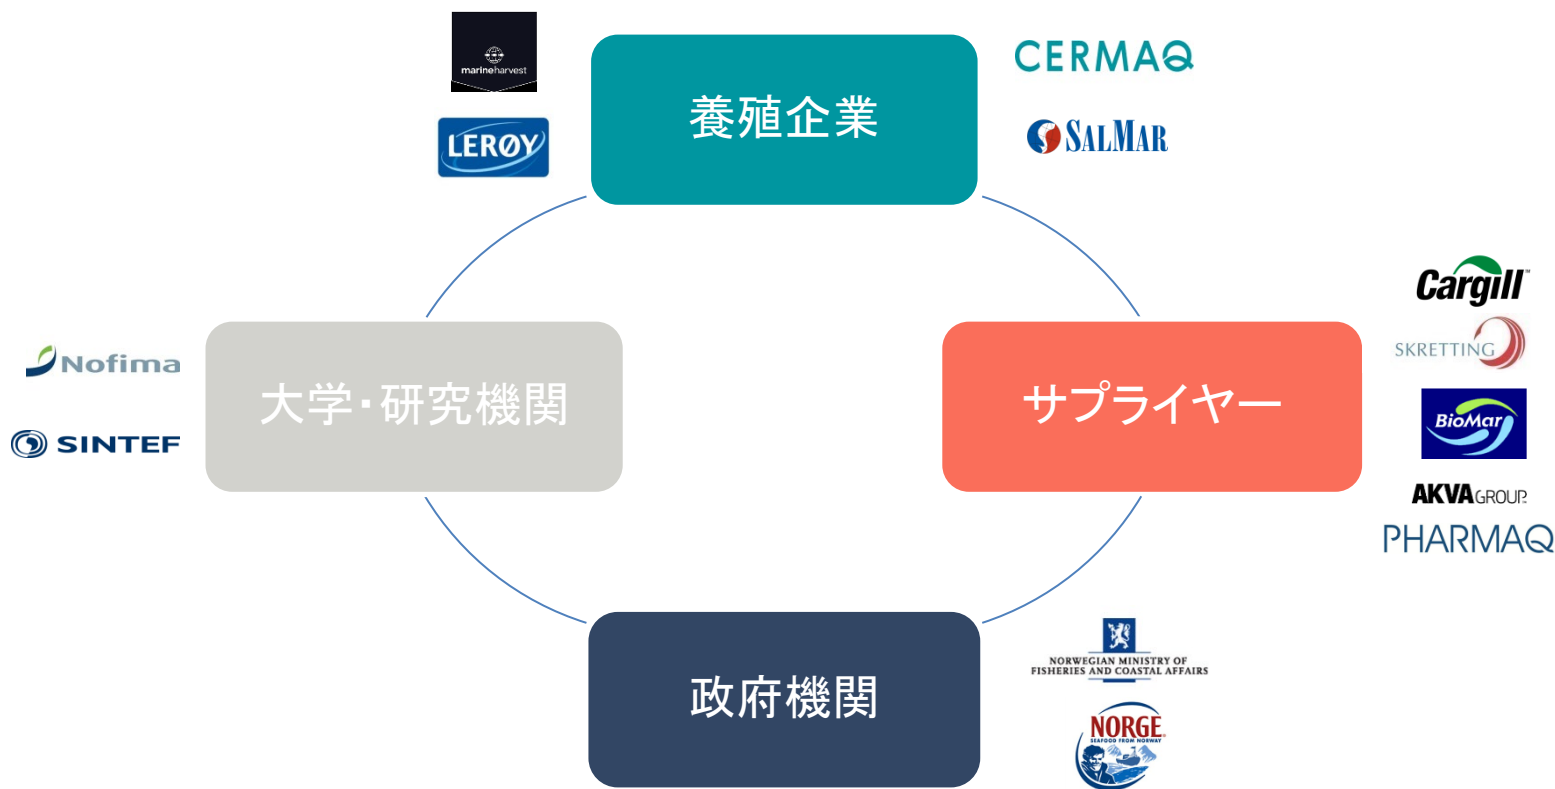 marineharvest
LERØY
養殖企業
CERMAQ
SALMAR
Nofima
SINTEF
大学・研究機関
サプライヤー
Cargill™
SKRETTING
BioMar
AKVA GROUP
PHARMAQ
政府機関
NORWEGIAN MINISTRY OF
FISHERIES AND COASTAL AFFAIRS
NORGE
SEAFOOD FROM NORWAY